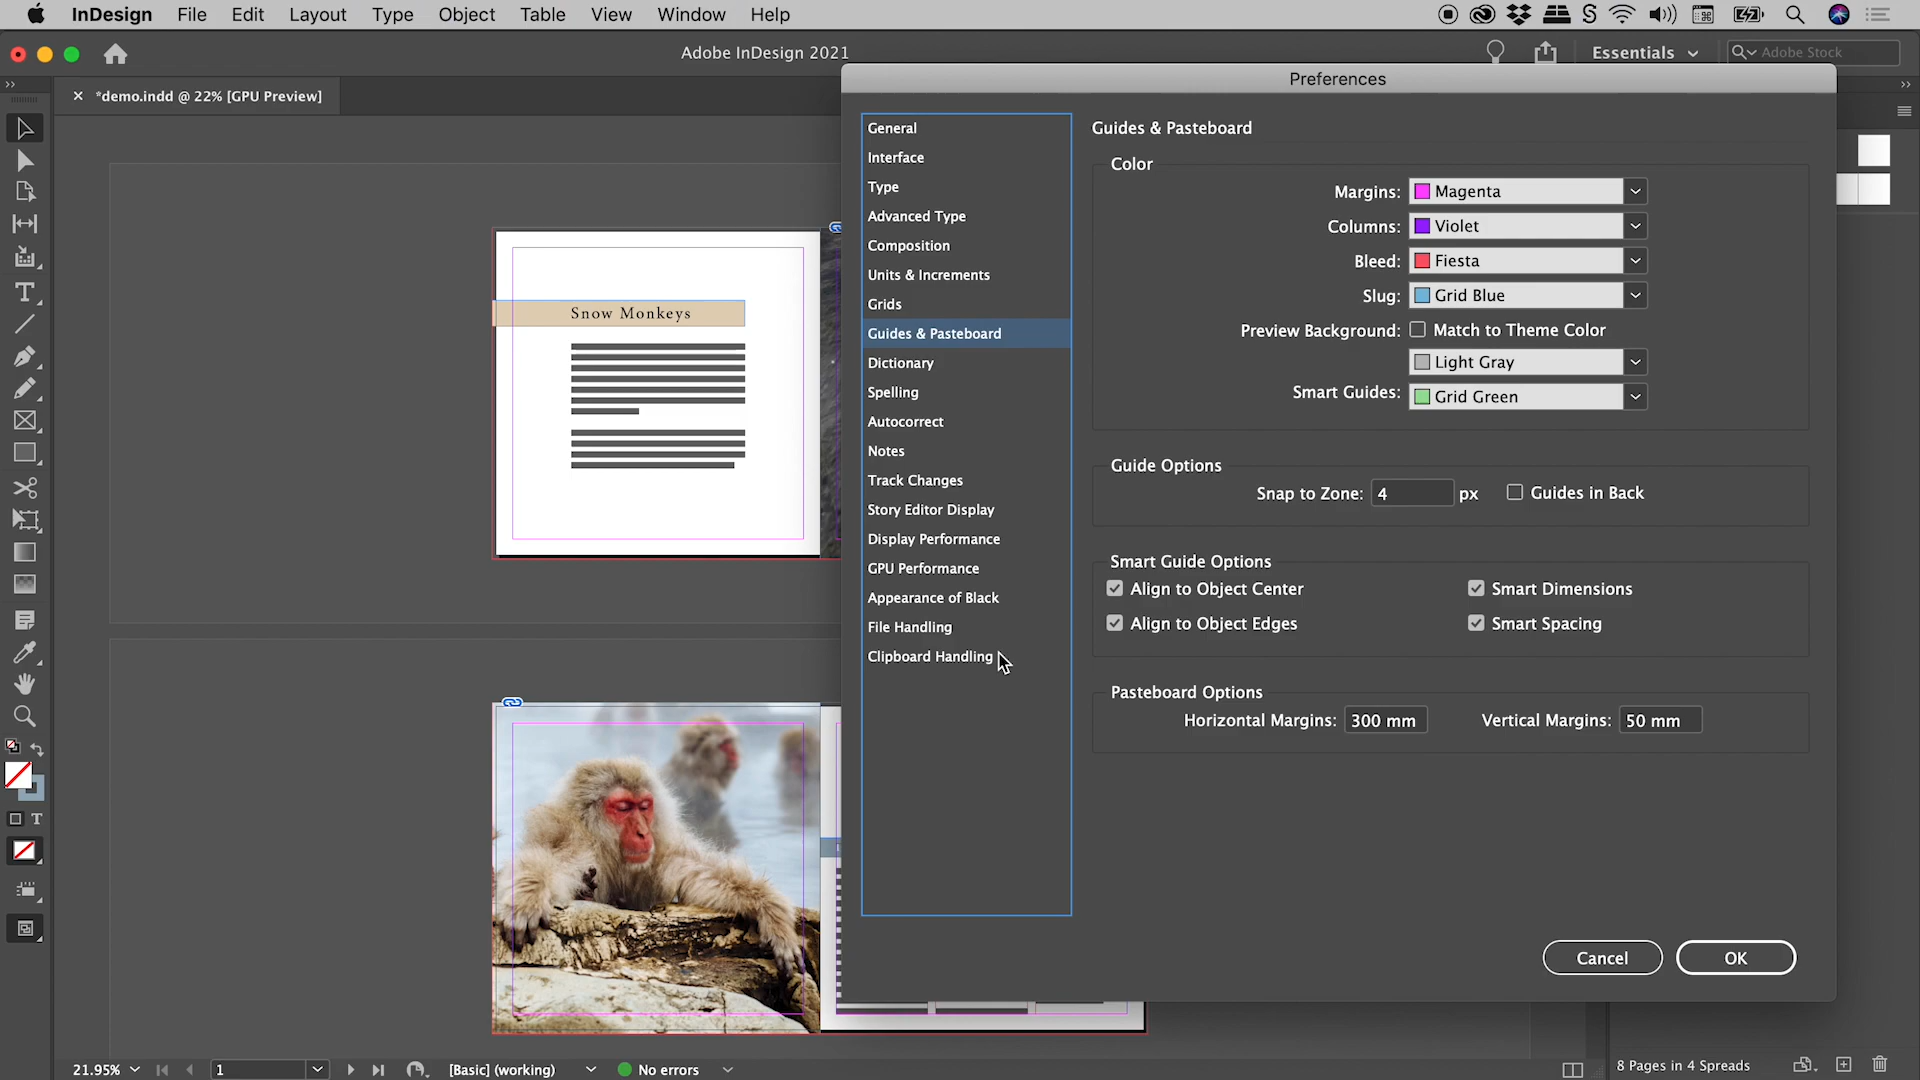 InDesign File Edit Layout Type Object Table View Window Help
Adobe InDesign 2021
Essentials
Adobe Stock
*demo.indd @ 22% [GPU Preview]
Preferences
General
Interface
Type
Advanced Type
Composition
Units & Increments
Grids
Guides & Pasteboard
Dictionary
Spelling
Autocorrect
Notes
Track Changes
Story Editor Display
Display Performance
GPU Performance
Appearance of Black
File Handling
Clipboard Handling
Guides & Pasteboard
Color
Margins: Magenta
Columns: Violet
Bleed: Fiesta
Slug: Grid Blue
Preview Background: Match to Theme Color
Light Gray
Smart Guides: Grid Green
Guide Options
Snap to Zone: 4 px Guides in Back
Smart Guide Options
Align to Object Center Smart Dimensions
Align to Object Edges Smart Spacing
Pasteboard Options
Horizontal Margins: 300 mm Vertical Margins: 50 mm
Cancel OK
Snow Monkeys
21.95% 1 [Basic] (working) No errors
8 Pages in 4 Spreads